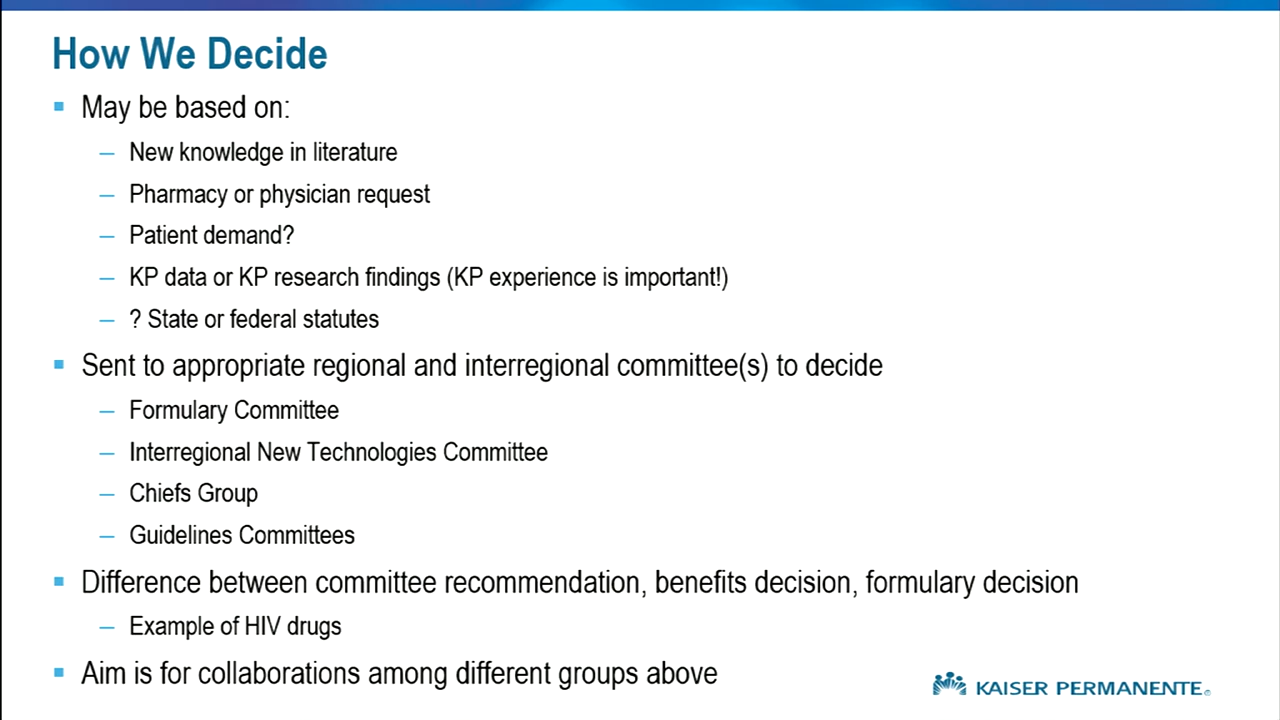 How We Decide
▪ May be based on:
– New knowledge in literature
– Pharmacy or physician request
– Patient demand?
– KP data or KP research findings (KP experience is important!)
– ? State or federal statutes
▪ Sent to appropriate regional and interregional committee(s) to decide
– Formulary Committee
– Interregional New Technologies Committee
– Chiefs Group
– Guidelines Committees
▪ Difference between committee recommendation, benefits decision, formulary decision
– Example of HIV drugs
▪ Aim is for collaborations among different groups above
KAISER PERMANENTE®